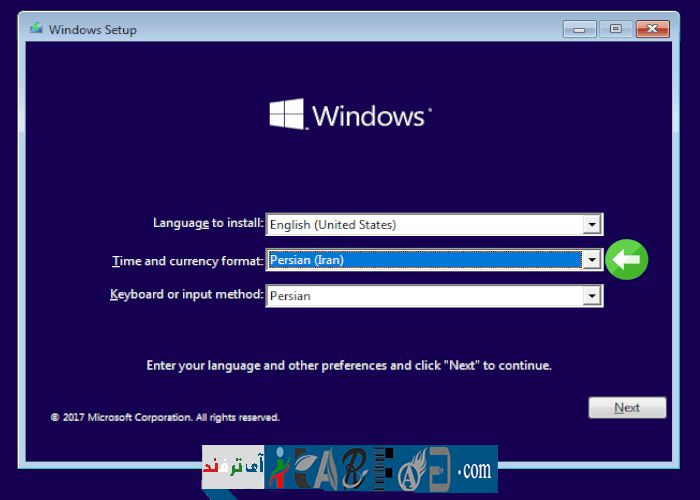 Windows Setup
Windows
Language to install: English (United States)
Time and currency format: Persian (Iran)
Keyboard or input method: Persian
Enter your language and other preferences and click "Next" to continue.
Next
© 2017 Microsoft Corporation. All rights reserved.
آی ترفند .com